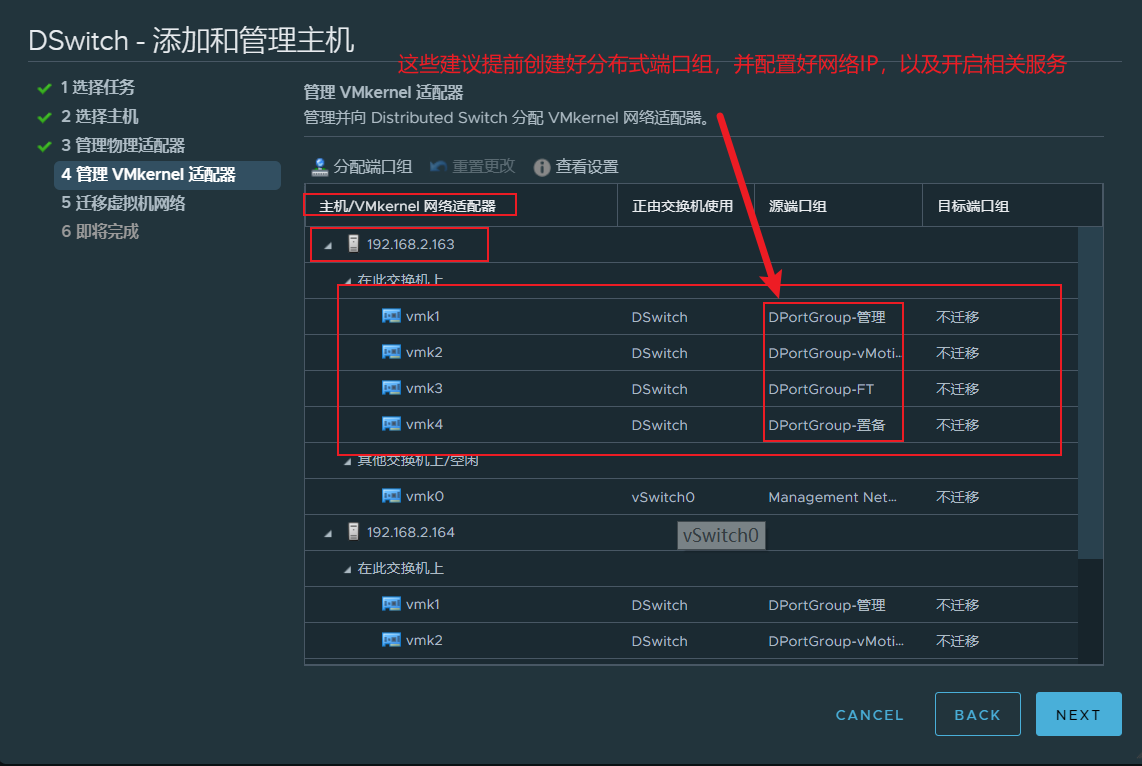 DSwitch - 添加和管理主机
这些建议提前创建好分布式端口组，并配置好网络IP，以及开启相关服务
1 选择任务
2 选择主机
3 管理物理适配器
4 管理 VMkernel 适配器
5 迁移虚拟机网络
6 即将完成
管理 VMkernel 适配器
管理并向 Distributed Switch 分配 VMkernel 网络适配器。
分配端口组 重置更改 查看设置
主机/VMkernel 网络适配器 正由交换机使用 源端口组 目标端口组
192.168.2.163
在此交换机上
vmk1 DSwitch DPortGroup-管理 不迁移
vmk2 DSwitch DPortGroup-vMoti... 不迁移
vmk3 DSwitch DPortGroup-FT 不迁移
vmk4 DSwitch DPortGroup-置备 不迁移
其他交换机上/空闲
vmk0 vSwitch0 Management Net... 不迁移
192.168.2.164
vSwitch0
在此交换机上
vmk1 DSwitch DPortGroup-管理 不迁移
vmk2 DSwitch DPortGroup-vMoti... 不迁移
CANCEL BACK NEXT